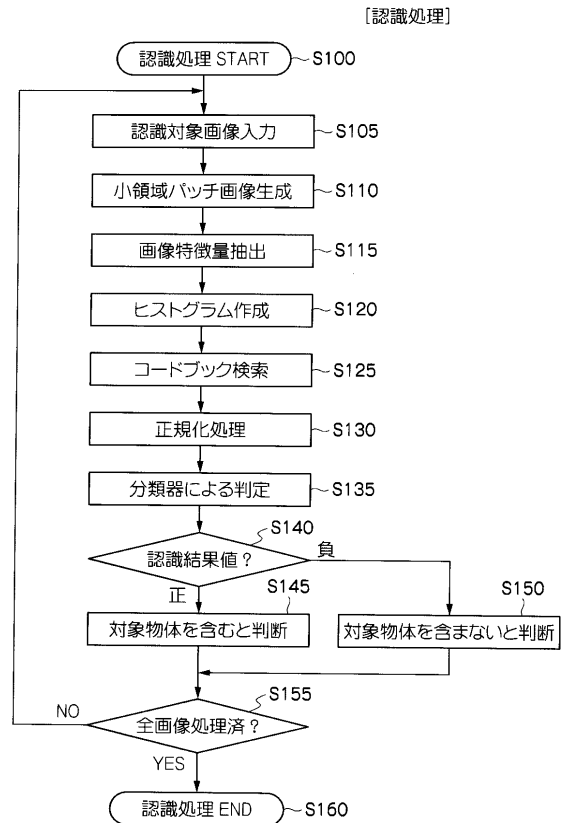 [認識処理]
認識処理 START S100
認識対象画像入力 S105
小領域パッチ画像生成 S110
画像特徴量抽出 S115
ヒストグラム作成 S120
コードブック検索 S125
正規化処理 S130
分類器による判定 S135
S140
認識結果値? 負
正 S145 S150
対象物体を含むと判断 対象物体を含まないと判断
S155
NO 全画像処理済?
YES
認識処理 END S160